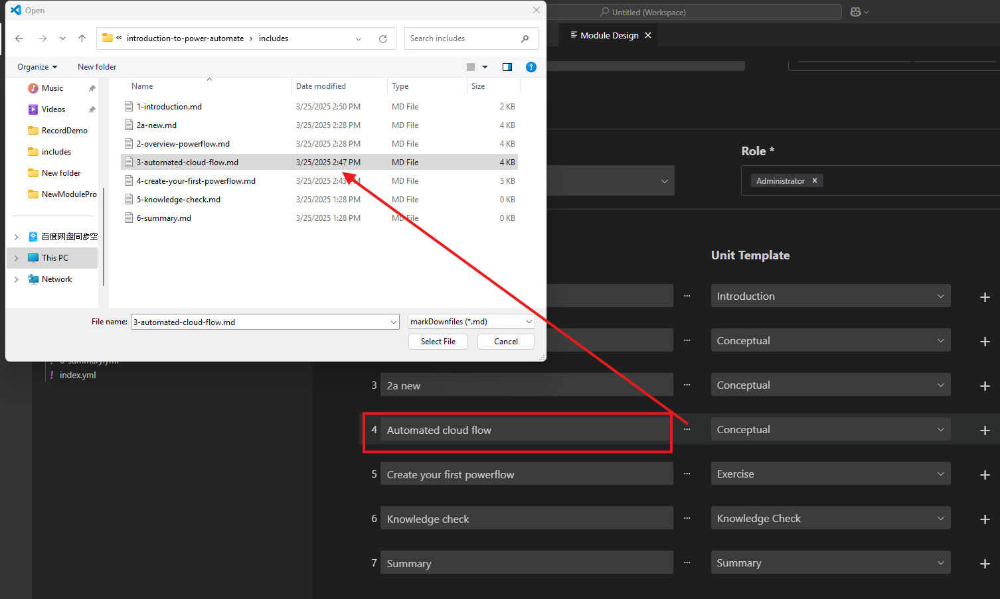 Open
Untitled (Workspace)
introduction-to-power-automate
includes
Search includes
Module Design
Organize
New folder
Name
Date modified
Type
Size
Music
Videos
RecordDemo
includes
New folder
NewModulePro
百度网盘同步空
This PC
Network
1-introduction.md 3/25/2025 2:50 PM MD File 2 KB
2a-new.md 3/25/2025 2:28 PM MD File 4 KB
2-overview-powerflow.md 3/25/2025 2:28 PM MD File 4 KB
3-automated-cloud-flow.md 3/25/2025 2:47 PM MD File 4 KB
4-create-your-first-powerflow.md 3/25/2025 2:43 PM MD File 5 KB
5-knowledge-check.md 3/25/2025 1:28 PM MD File 0 KB
6-summary.md 3/25/2025 1:28 PM MD File 0 KB
File name: 3-automated-cloud-flow.md
markDownfiles (*.md)
Select File
Cancel
6-summary.yml
index.yml
Role *
Administrator
Unit Template
Introduction
Conceptual
3 2a new Conceptual
4 Automated cloud flow Conceptual
5 Create your first powerflow Exercise
6 Knowledge check Knowledge Check
7 Summary Summary